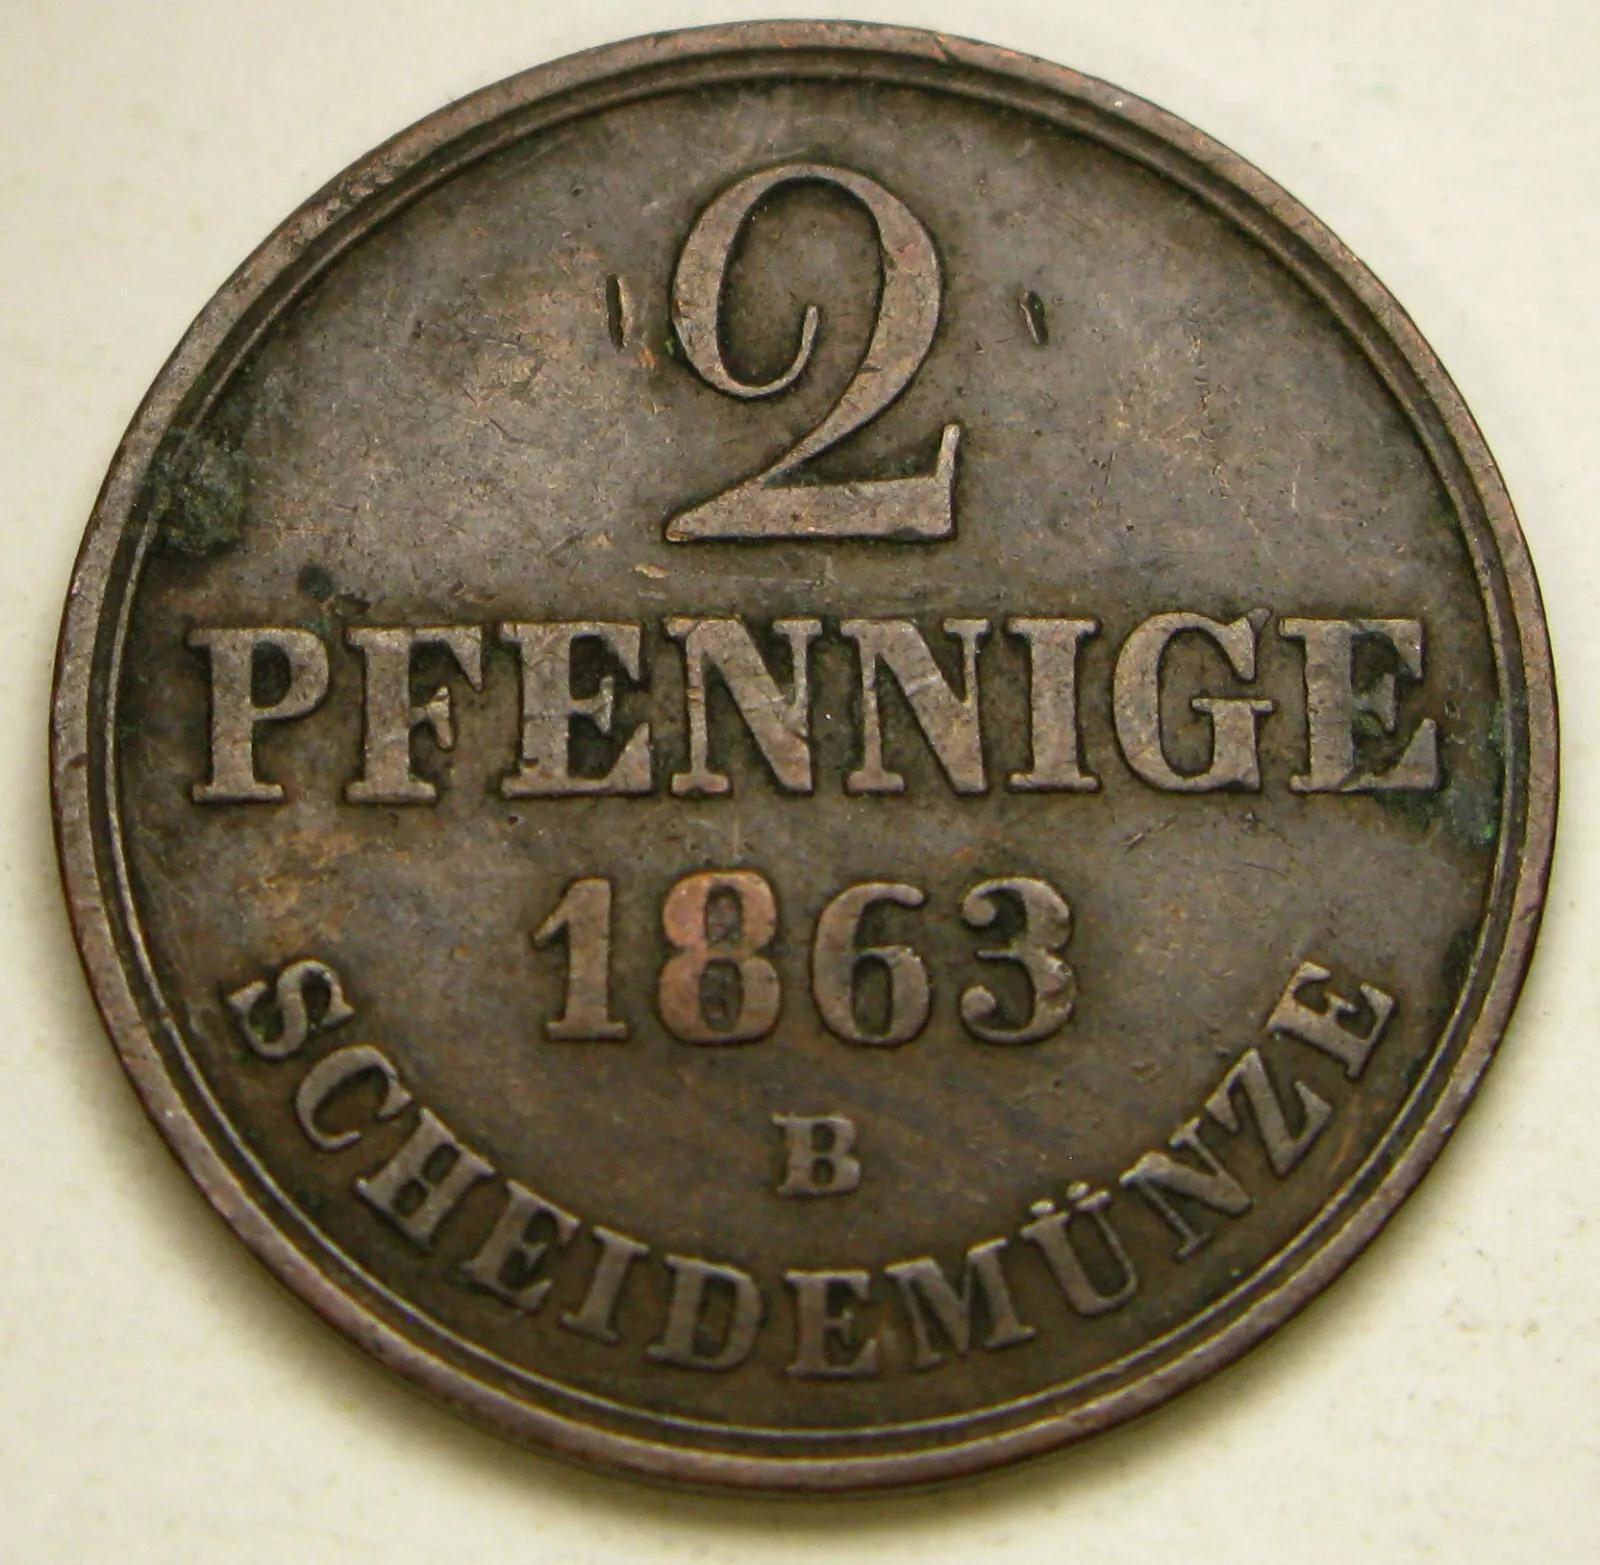 2
PFENNIGE
1863
B
SCHEIDEMÜNZE